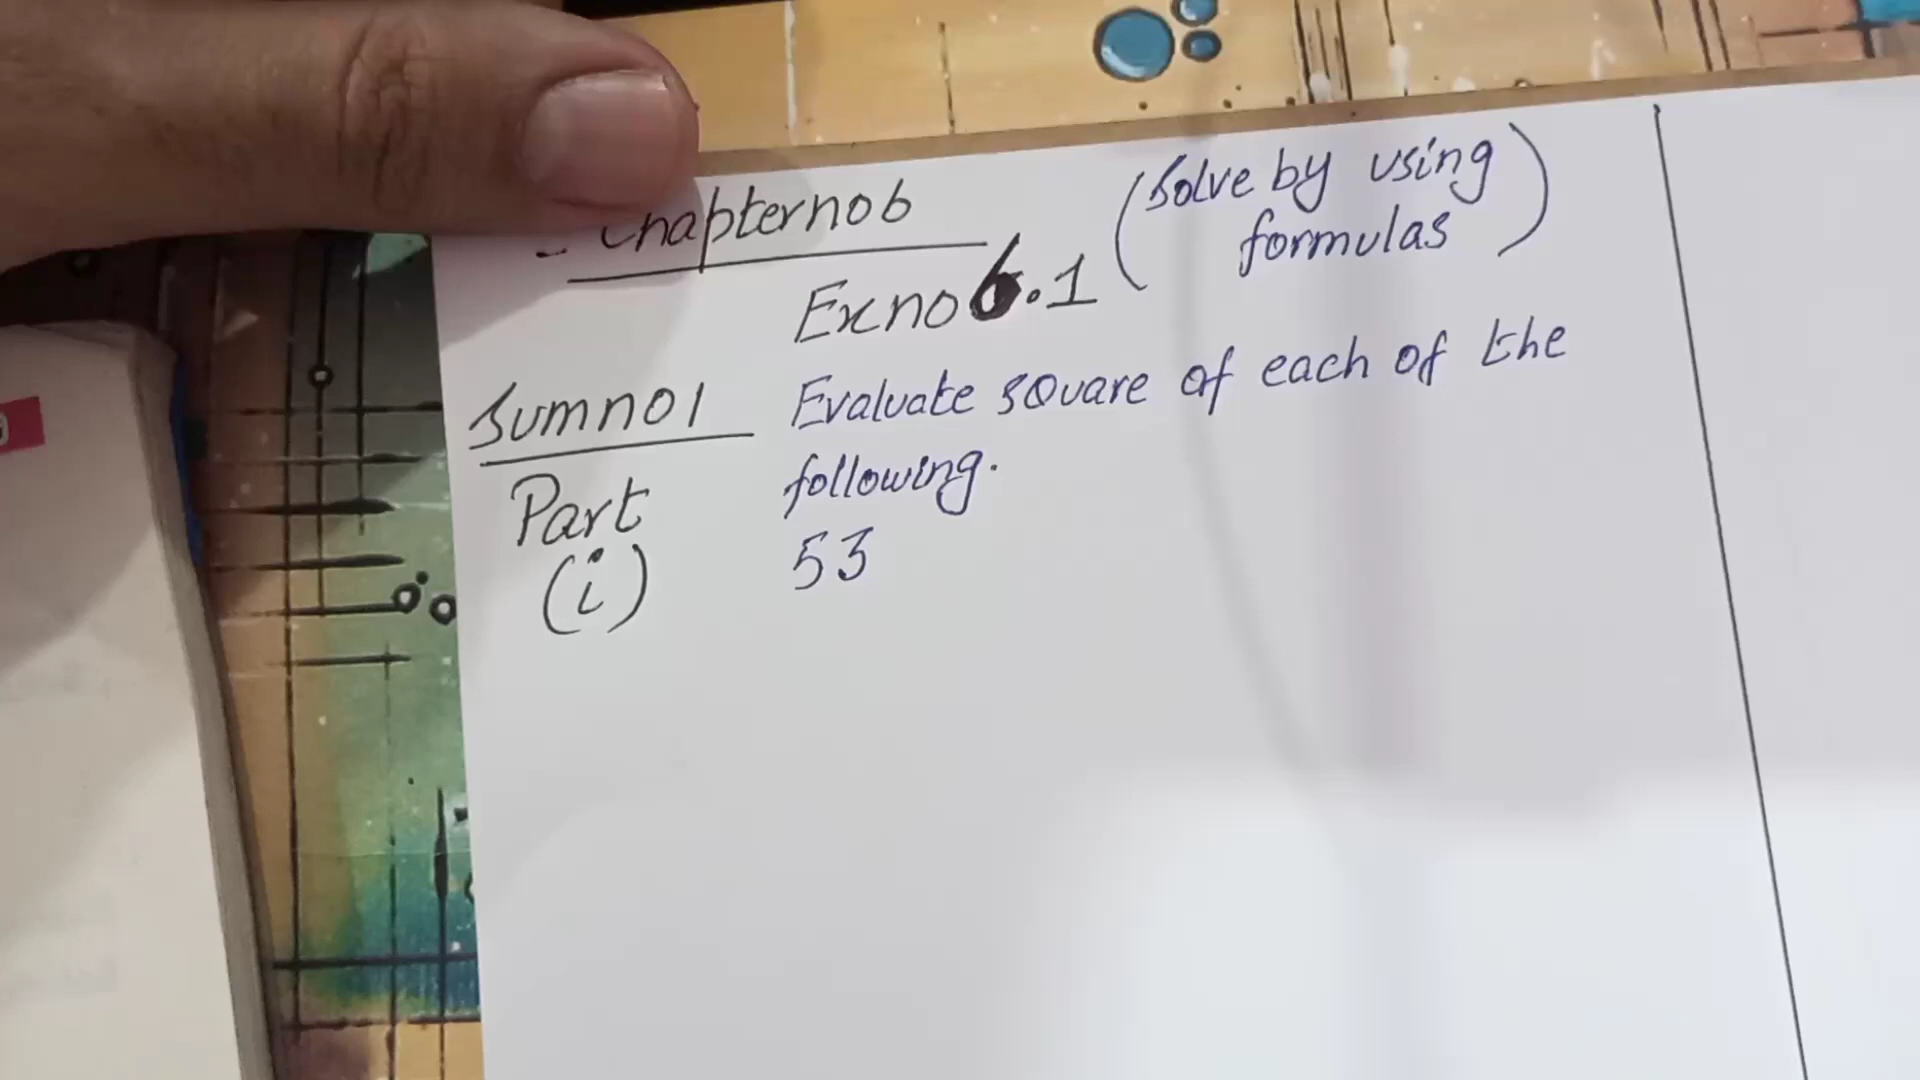 Chapterno6
(solve by using
formulas)
Exno6.1
Sumno1
Evaluate square of each of the
following.
Part
(i)
53